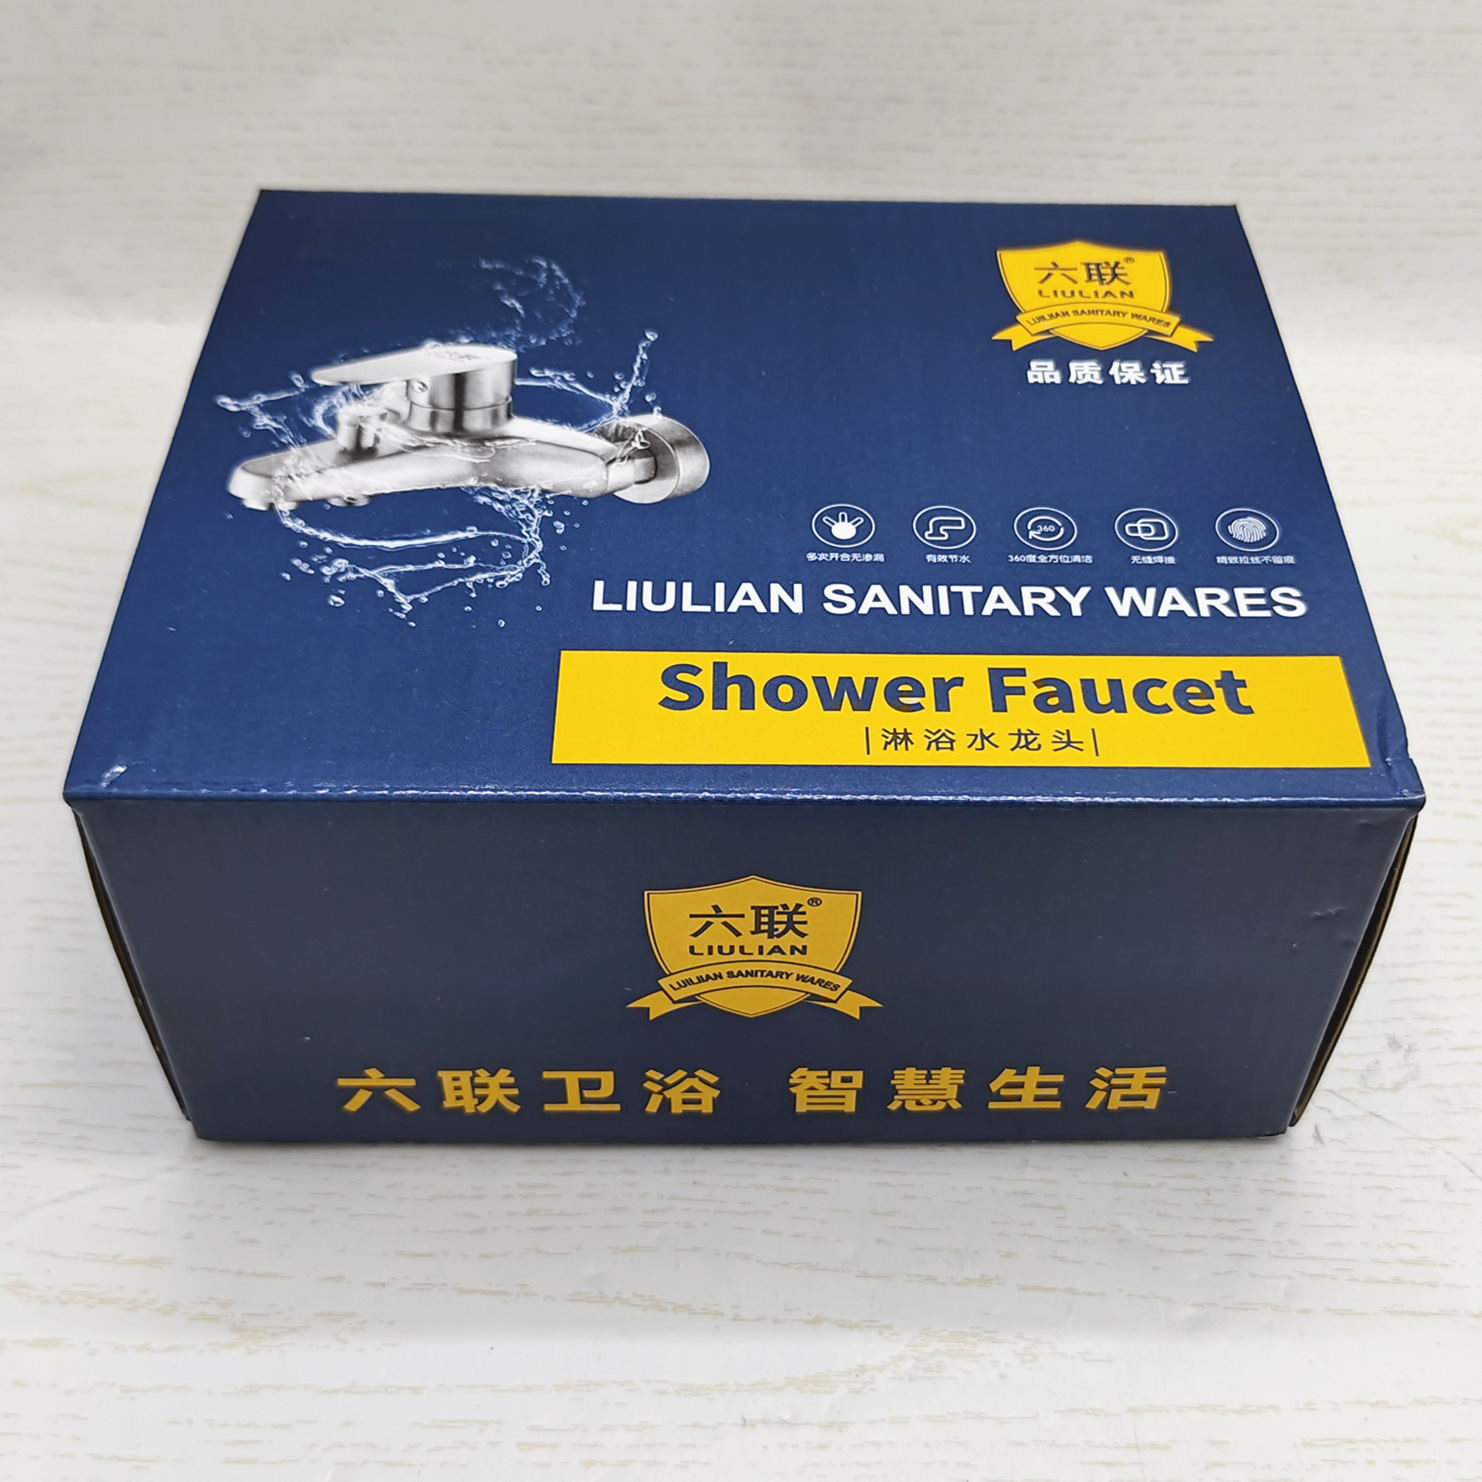 六联®
LIULIAN
LUILIIAN SANITARY WARES
品质保证
多次开合无渗漏
有效节水
360
360度全方位清洁
无缝焊接
精致拉丝不留痕
LIULIAN SANITARY WARES
Shower Faucet
|淋浴水龙头|
六联®
LIULIAN
LUILIIAN SANITARY WARES
六联卫浴 智慧生活